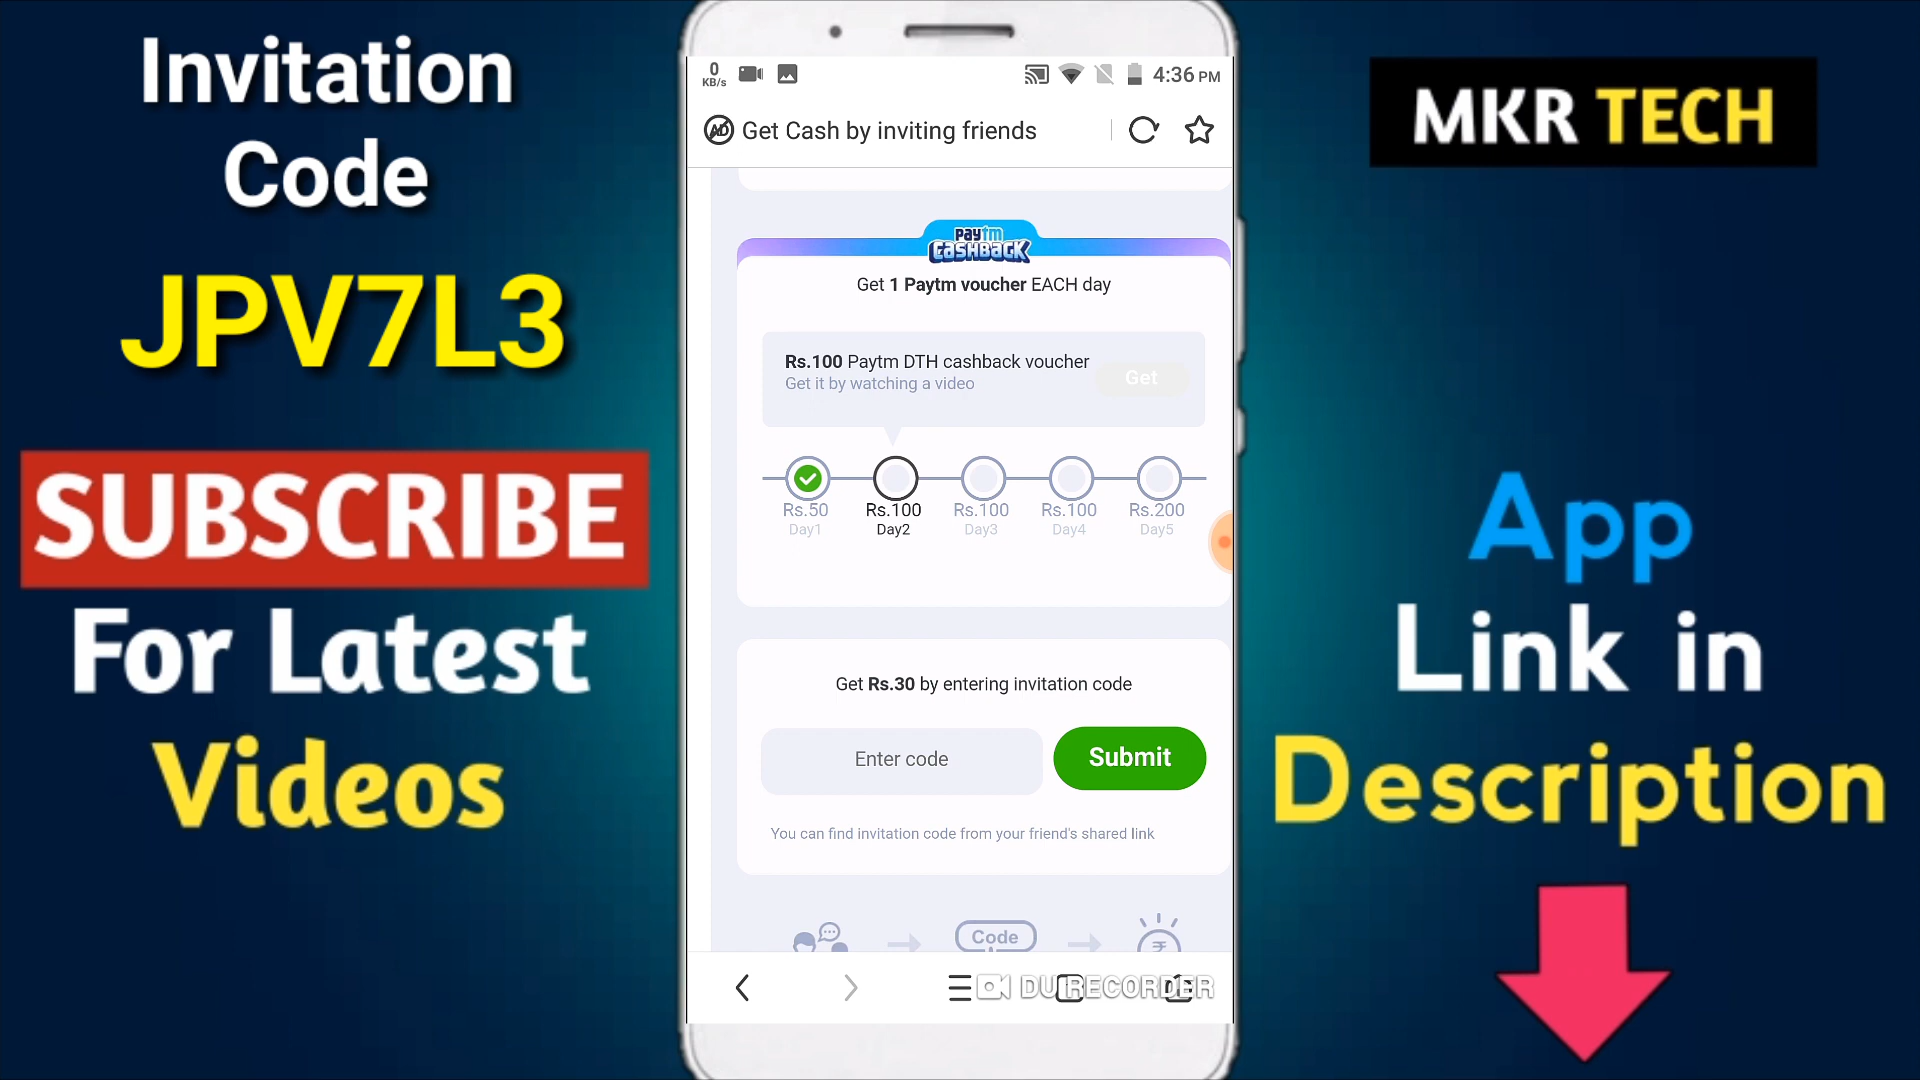 Invitation
Code
JPV7L3
SUBSCRIBE
For Latest
Videos
0
KB/s
4:36 PM
AD
Get Cash by inviting friends
paytm
CASHBACK
Get 1 Paytm voucher EACH day
Rs.100 Paytm DTH cashback voucher
Get it by watching a video
Get
Rs.50
Rs.100
Rs.100
Rs.100
Rs.200
Day1
Day2
Day3
Day4
Day5
Get Rs.30 by entering invitation code
Enter code
Submit
You can find invitation code from your friend's shared link
Code
₹
DU RECORDER
MKR TECH
App
Link in
Description